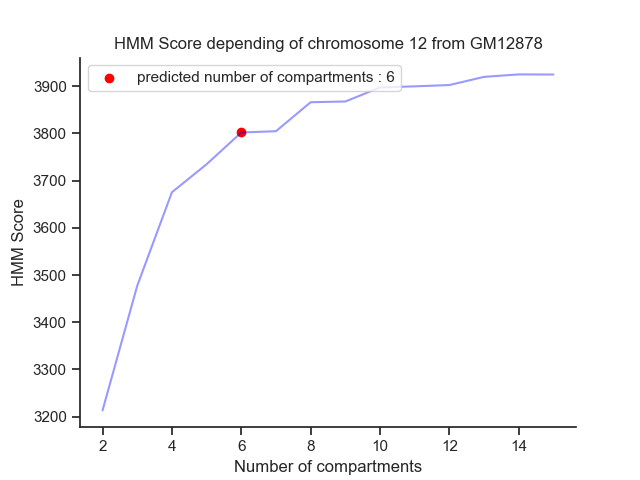 HMM Score depending of chromosome 12 from GM12878
predicted number of compartments : 6
HMM Score
3900
3800
3700
3600
3500
3400
3300
3200
2 4 6 8 10 12 14
Number of compartments